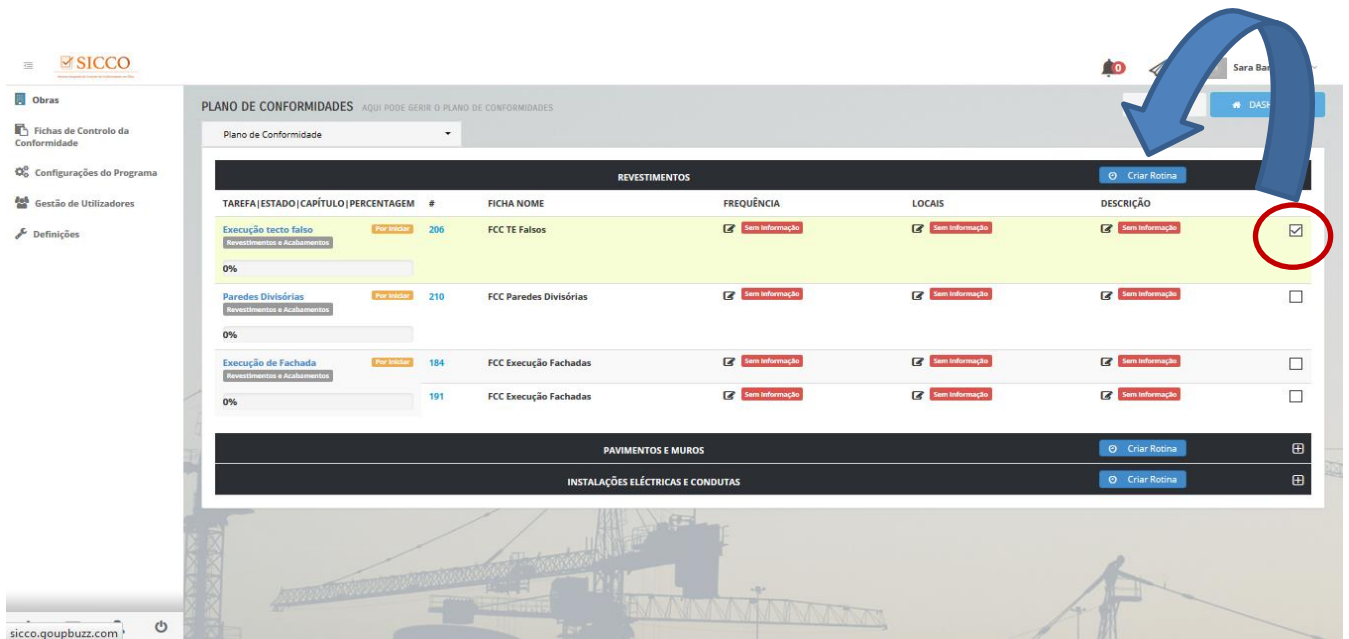 SICCO
0
Sara Bar
Obras
Fichas de Controlo da
Conformidade
Configurações do Programa
Gestão de Utilizadores
Definições
PLANO DE CONFORMIDADES AQUI PODE GERIR O PLANO DE CONFORMIDADES
DASH
Plano de Conformidade
REVESTIMENTOS Criar Rotina
TAREFA|ESTADO|CAPÍTULO|PERCENTAGEM # FICHA NOME FREQUÊNCIA LOCAIS DESCRIÇÃO
Execução tecto falso Por Iniciar 206 FCC TE Falsos Sem Informação Sem Informação Sem Informação
Revestimentos e Acabamentos
0%
Paredes Divisórias Por Iniciar 210 FCC Paredes Divisórias Sem Informação Sem Informação Sem Informação
Revestimentos e Acabamentos
0%
Execução de Fachada Por Iniciar 184 FCC Execução Fachadas Sem Informação Sem Informação Sem Informação
Revestimentos e Acabamentos
0% 191 FCC Execução Fachadas Sem Informação Sem Informação Sem Informação
PAVIMENTOS E MUROS Criar Rotina
INSTALAÇÕES ELÉCTRICAS E CONDUTAS Criar Rotina
sicco.goupbuzz.com